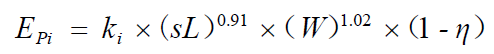 E_{Pi} = k_i × (sL)^{0.91} × (W)^{1.02} × (1 - η)